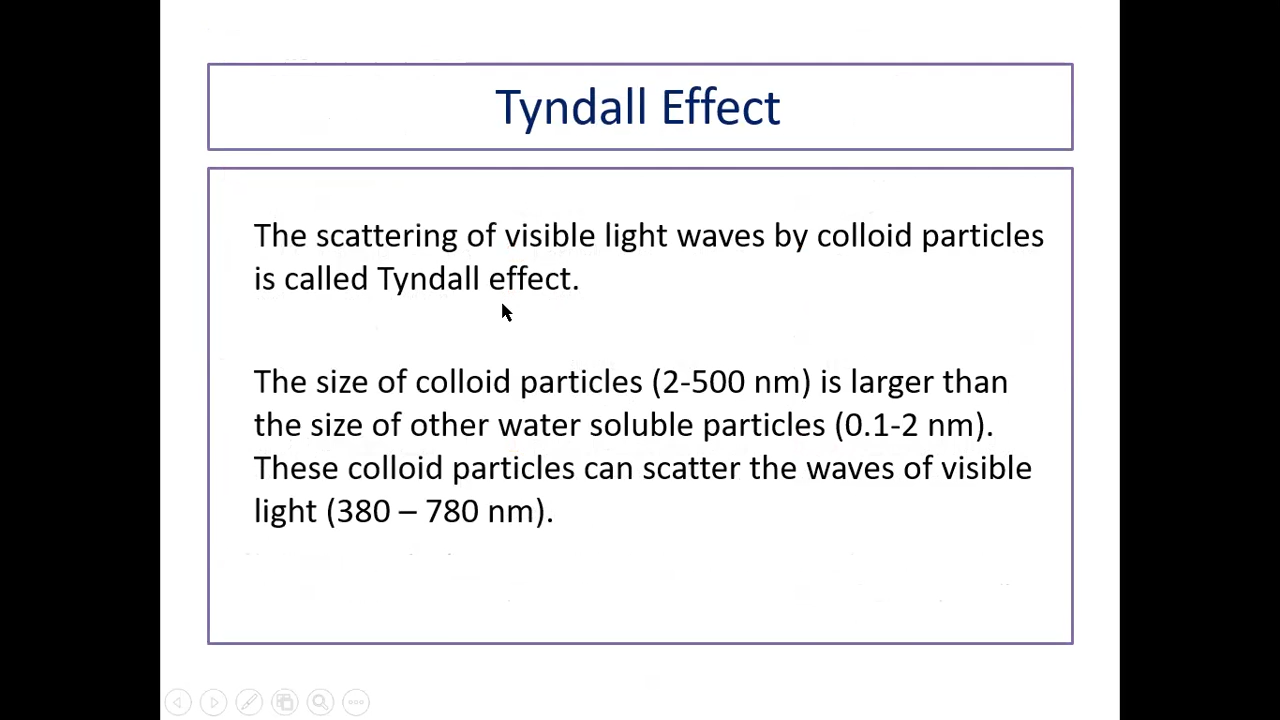 Tyndall Effect
The scattering of visible light waves by colloid particles
is called Tyndall effect.
The size of colloid particles (2-500 nm) is larger than
the size of other water soluble particles (0.1-2 nm).
These colloid particles can scatter the waves of visible
light (380 – 780 nm).